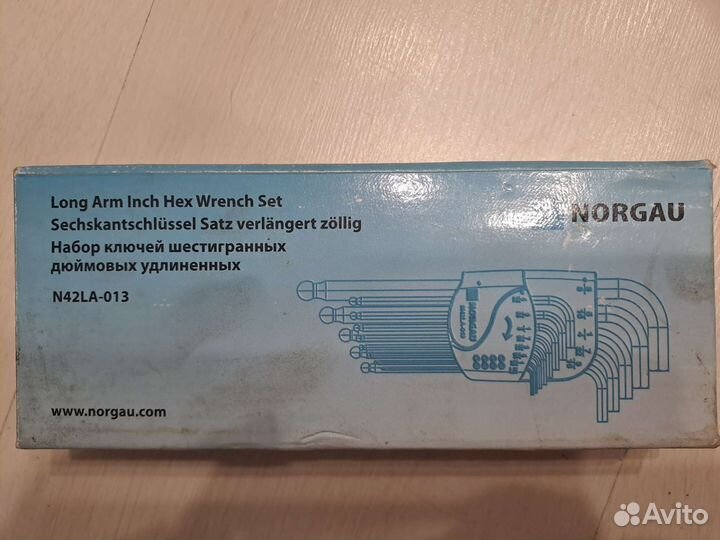 Long Arm Inch Hex Wrench Set
Sechskantschlüssel Satz verlängert zöllig
Набор ключей шестигранных
дюймовых удлиненных
N42LA-013
www.norgau.com
NORGAU
NORGAU
Avito